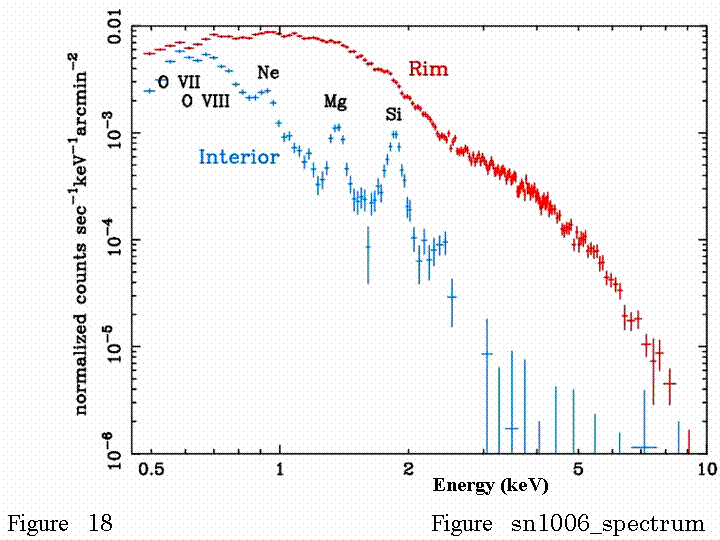 0.01
Rim
O VII
Ne
O VIII
Mg
Si
10−3
Interior
10−4
10−5
10−6
normalized counts sec−1keV−1arcmin−2
0.5 1 2 5 10
Energy (keV)
Figure 18 Figure sn1006_spectrum